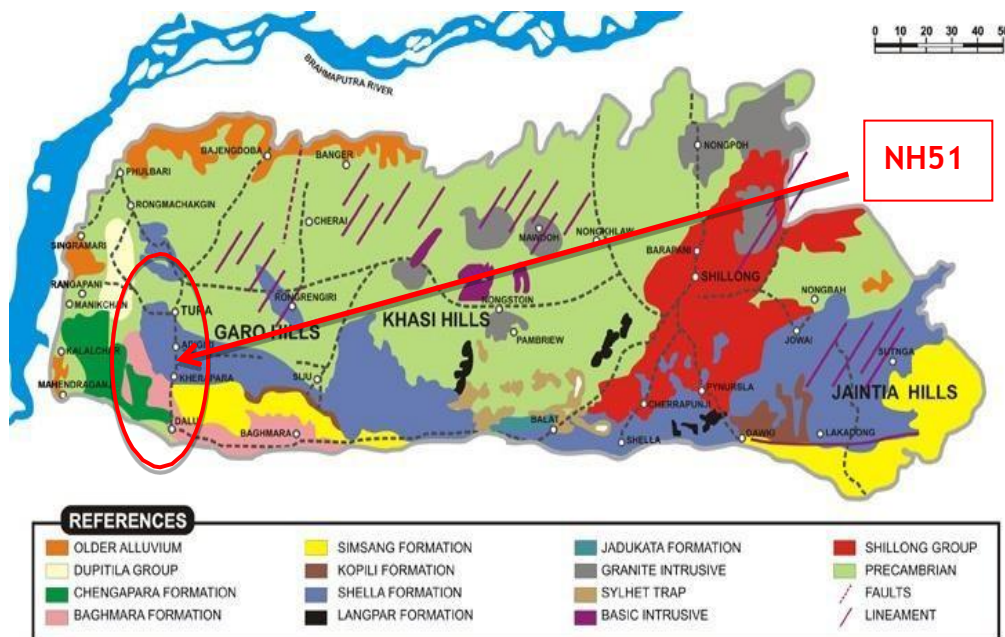 BRAHMAPUTRA RIVER
0 10 20 30 40 50
NH51
NONGPOH
BAJENGDOBA
BANGER
PHULBARI
RONGMACHAKGIN
CHERAI
SINGRAMARI
MAWDOH
NONGKHLAW
BARAPANI
SHILLONG
RANGAPANI
MANIKCHAN
RONGRENGIRI
NONGSTOIN
NONGBAH
TURA
GARO HILLS
KHASI HILLS
PAMBRIEW
JOWAI
KALALCHAR
SUTNGA
KHERAPARA
SIJU
MAHENDRAGANJ
PYNURSLA
JAINTIA HILLS
CHERRAPUNJI
DALU
BAGHMARA
BALAT
SHELLA
DAWKI
LAKADONG
REFERENCES
OLDER ALLUVIUM
DUPITILA GROUP
CHENGAPARA FORMATION
BAGHMARA FORMATION
SIMSANG FORMATION
KOPILI FORMATION
SHELLA FORMATION
LANGPAR FORMATION
JADUKATA FORMATION
GRANITE INTRUSIVE
SYLHET TRAP
BASIC INTRUSIVE
SHILLONG GROUP
PRECAMBRIAN
FAULTS
LINEAMENT